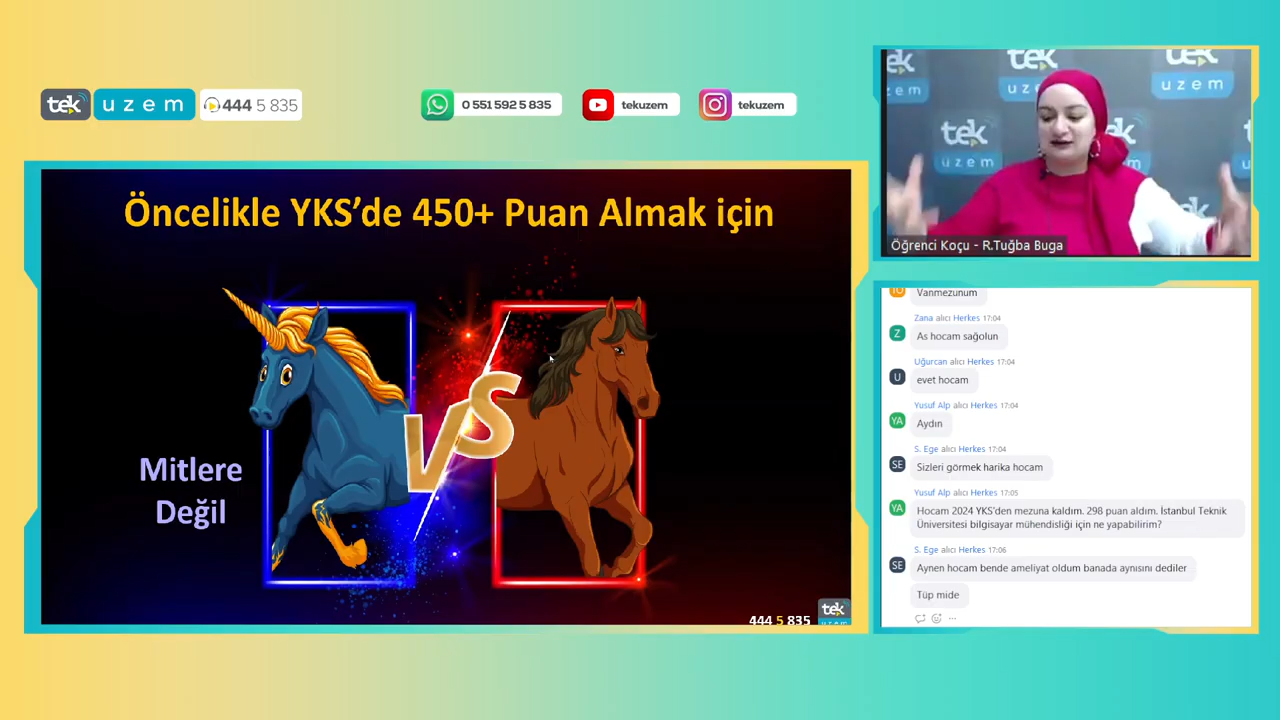 tek uzem 444 5 835
0 551 592 5 835
tekuzem
tekuzem
Öncelikle YKS'de 450+ Puan Almak için
Mitlere
Değil
VS
444 5 835
tek
uzem
tek
uzem
Öğrenci Koçu - R.Tuğba Buga
Vanmezunum
Zana alıcı Herkes 17:04
Z
As hocam sağolun
Uğurcan alıcı Herkes 17:04
U
evet hocam
Yusuf Alp alıcı Herkes 17:04
YA
Aydın
S. Ege alıcı Herkes 17:04
SE
Sizleri görmek harika hocam
Yusuf Alp alıcı Herkes 17:05
YA
Hocam 2024 YKS'den mezuna kaldım. 298 puan aldım. İstanbul Teknik
Üniversitesi bilgisayar mühendisliği için ne yapabilirim?
S. Ege alıcı Herkes 17:06
SE
Aynen hocam bende ameliyat oldum banada aynısını dediler
Tüp mide